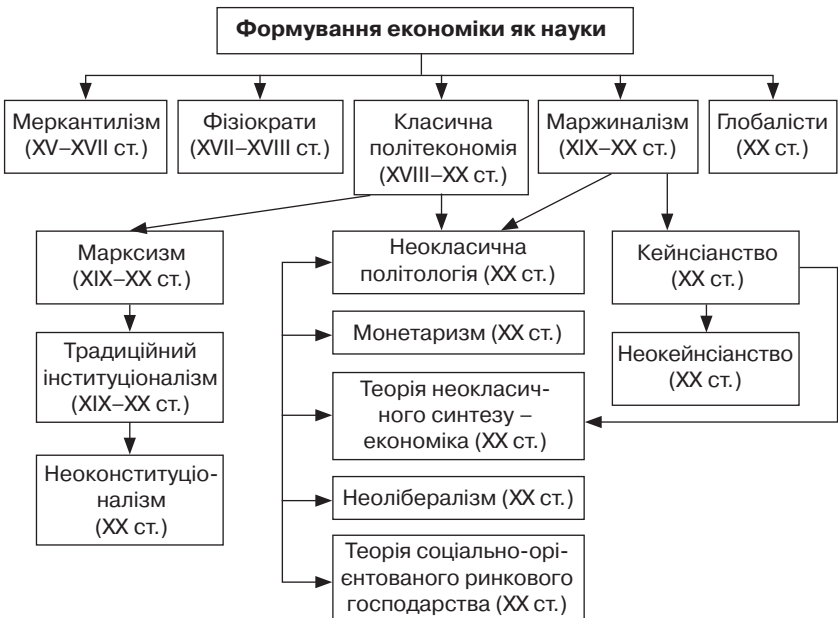 Формування економіки як науки
Меркантилізм
(XV–XVII ст.)
Фізіократи
(XVII–XVIII ст.)
Класична
політекономія
(XVIII–XX ст.)
Маржиналізм
(XIX–XX ст.)
Глобалісти
(XX ст.)
Марксизм
(XIX–XX ст.)
Неокласична
політологія (XX ст.)
Кейнсіанство
(XX ст.)
Традиційний
інституціоналізм
(XIX–XX ст.)
Монетаризм (XX ст.)
Неокейнсіанство
(XX ст.)
Теорія неокласич-
ного синтезу –
економіка (XX ст.)
Неоконституціо-
налізм
(XX ст.)
Неолібералізм (XX ст.)
Теорія соціально-орі-
єнтованого ринкового
господарства (XX ст.)